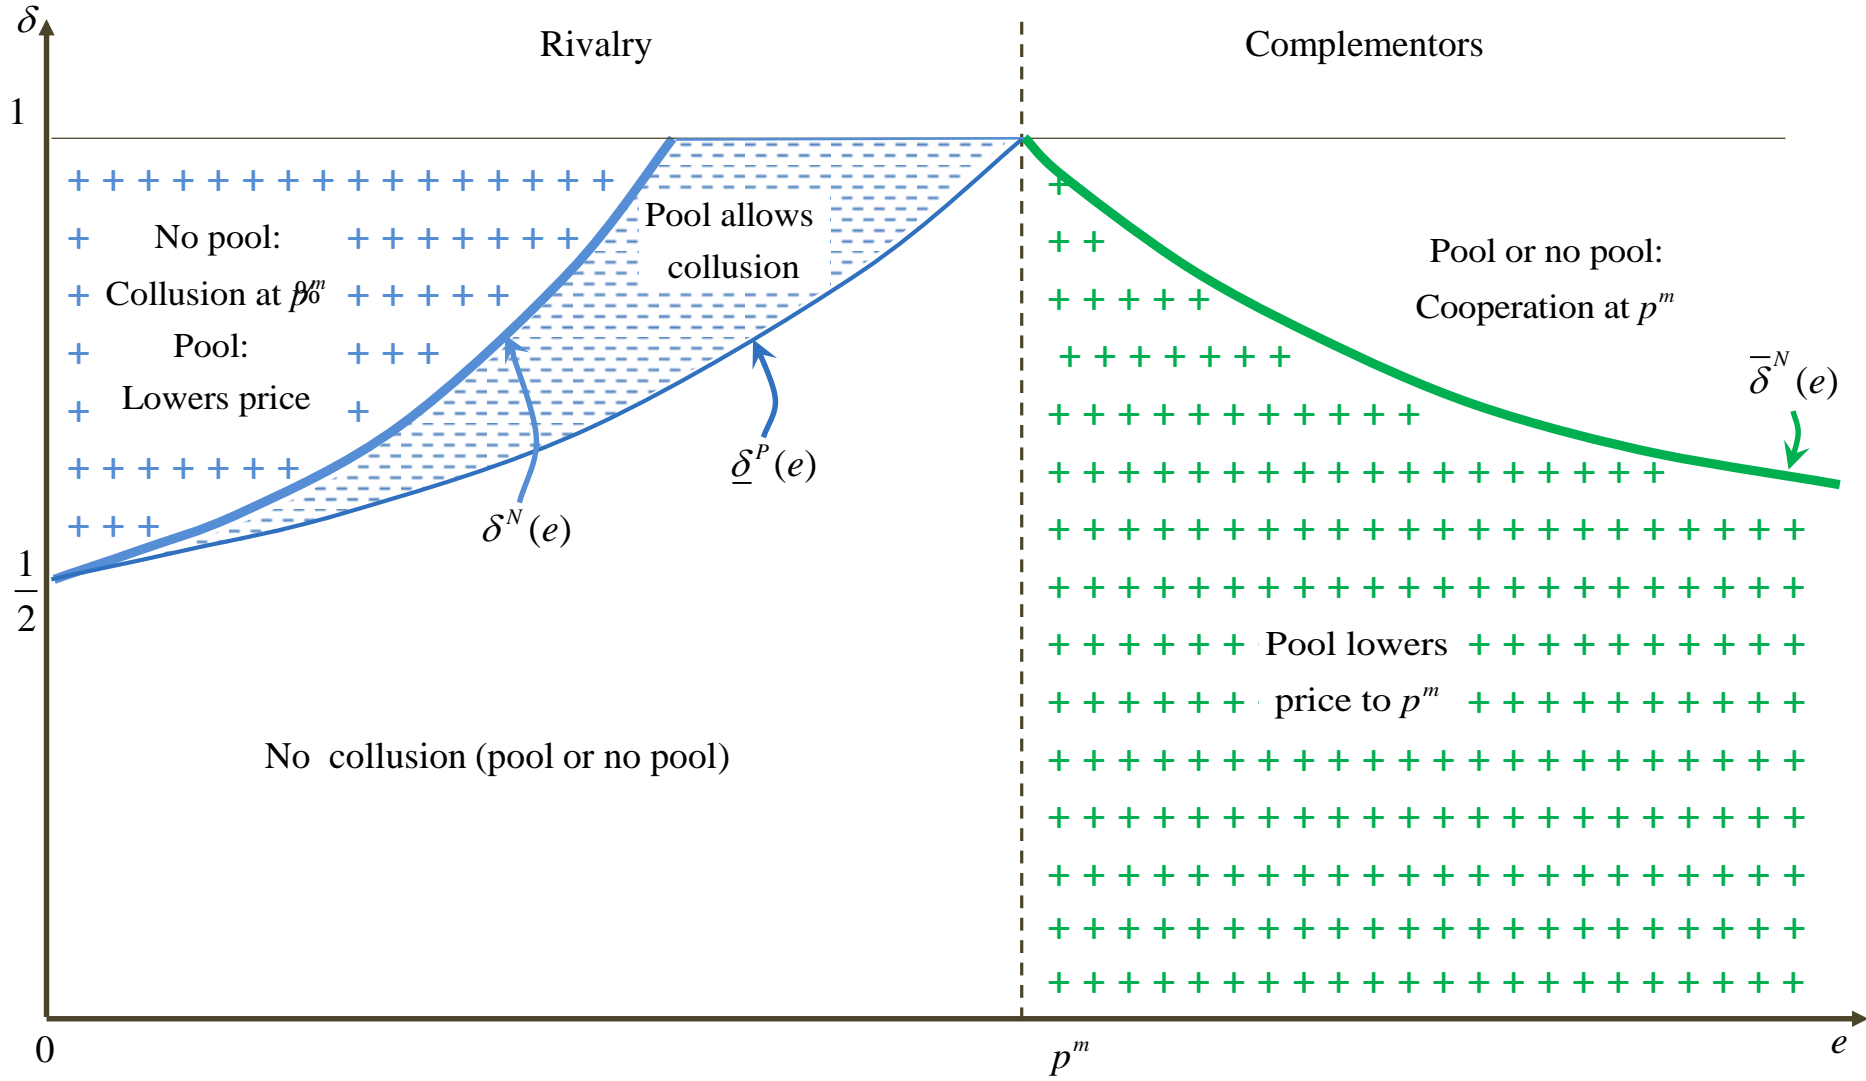 δ
Rivalry
Complementors
1
No pool:
Collusion at p^m
Pool:
Lowers price
Pool allows
collusion
Pool or no pool:
Cooperation at p^m
δ̅^N(e)
δ̲^P(e)
δ^N(e)
1
2
Pool lowers
price to p^m
No collusion (pool or no pool)
0
p^m
e